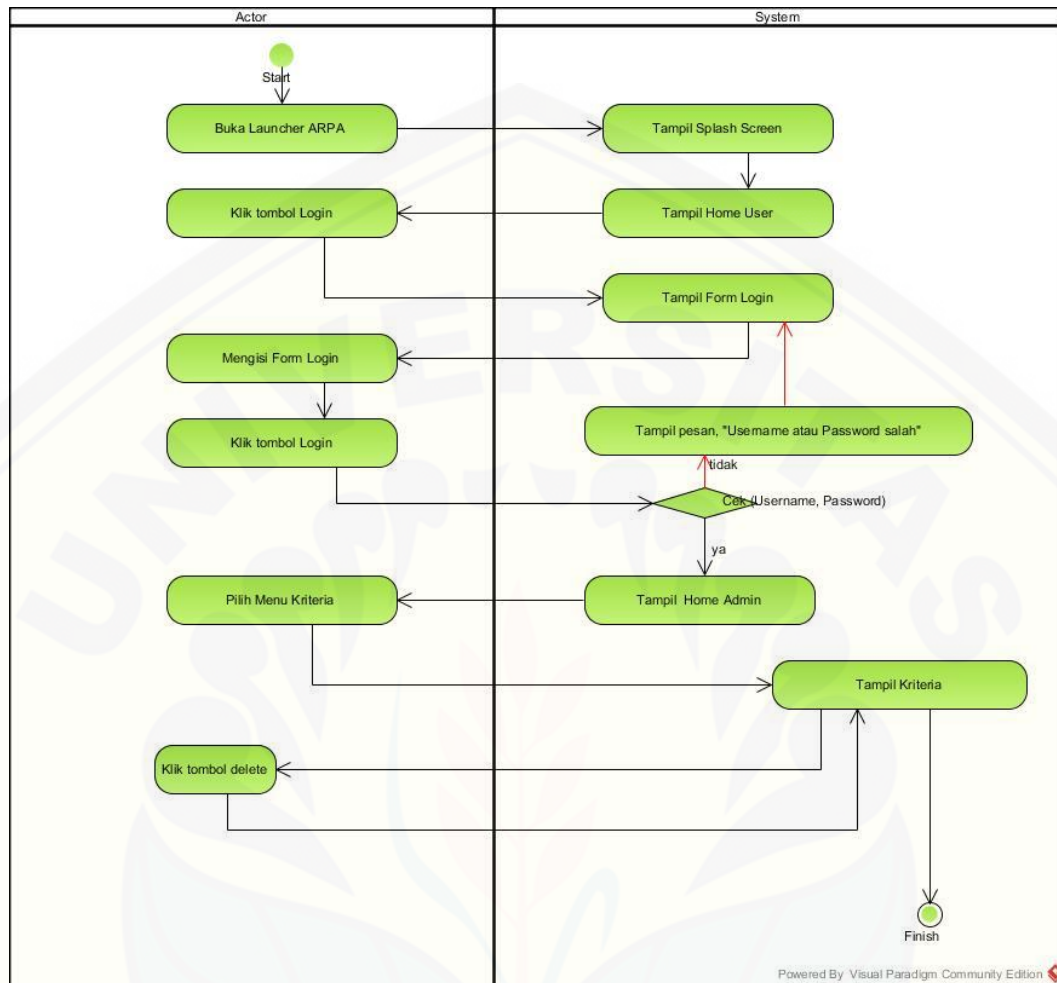 Actor
System
Start
Buka Launcher ARPA
Tampil Splash Screen
Klik tombol Login
Tampil Home User
Tampil Form Login
Mengisi Form Login
Tampil pesan, "Username atau Password salah"
Klik tombol Login
tidak
Cek (Username, Password)
ya
Pilih Menu Kriteria
Tampil Home Admin
Tampil Kriteria
Klik tombol delete
Finish
UNIVERSITAS
Powered By Visual Paradigm Community Edition